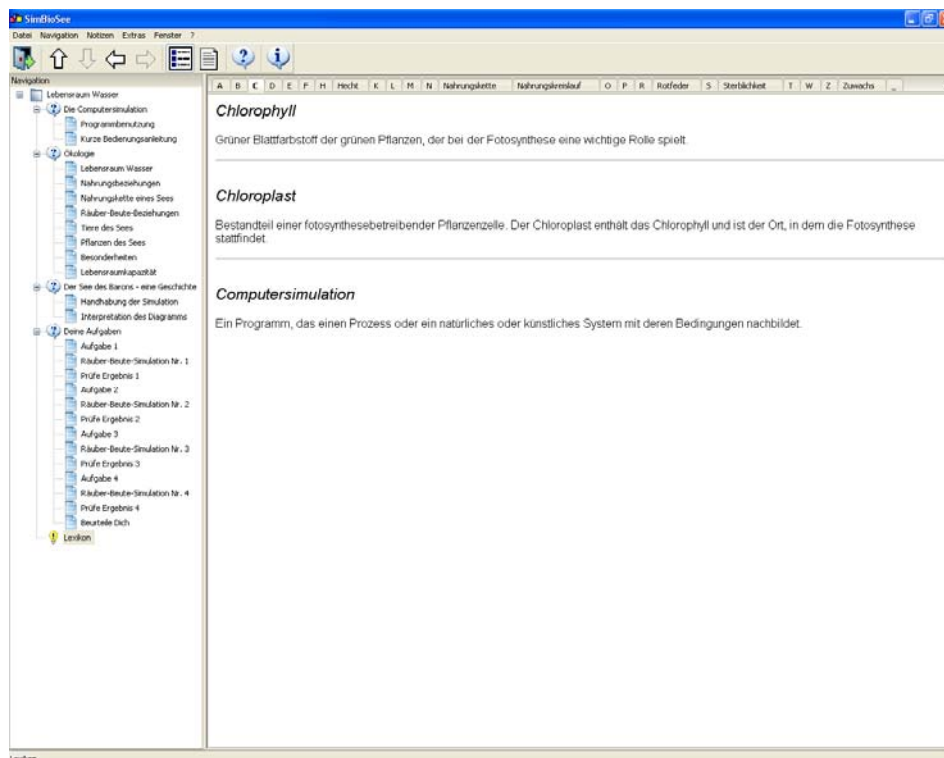 SimBioSee
Datei Navigation Notizen Extras Fenster ?
Navigation
Lebensraum Wasser
Die Computersimulation
Programmbenutzung
Kurze Bedienungsanleitung
Ökologie
Lebensraum Wasser
Nahrungsbeziehungen
Nahrungskette eines Sees
Räuber-Beute-Beziehungen
Tiere des Sees
Pflanzen des Sees
Besonderheiten
Lebensraumkapazität
Der See des Barons - eine Geschichte
Handhabung der Simulation
Interpretation des Diagramms
Deine Aufgaben
Aufgabe 1
Räuber-Beute-Simulation Nr. 1
Prüfe Ergebnis 1
Aufgabe 2
Räuber-Beute-Simulation Nr. 2
Prüfe Ergebnis 2
Aufgabe 3
Räuber-Beute-Simulation Nr. 3
Prüfe Ergebnis 3
Aufgabe 4
Räuber-Beute-Simulation Nr. 4
Prüfe Ergebnis 4
Beurteile Dich
Lexikon
A B C D E F H Hecht K L M N Nahrungskette Nahrungskreislauf O P R Rotfeder S Sterblichkeit T W Z Zuwachs _
Chlorophyll
Grüner Blattfarbstoff der grünen Pflanzen, der bei der Fotosynthese eine wichtige Rolle spielt.
Chloroplast
Bestandteil einer fotosynthesebetreibender Pflanzenzelle. Der Chloroplast enthält das Chlorophyll und ist der Ort, in dem die Fotosynthese
stattfindet.
Computersimulation
Ein Programm, das einen Prozess oder ein natürliches oder künstliches System mit deren Bedingungen nachbildet.